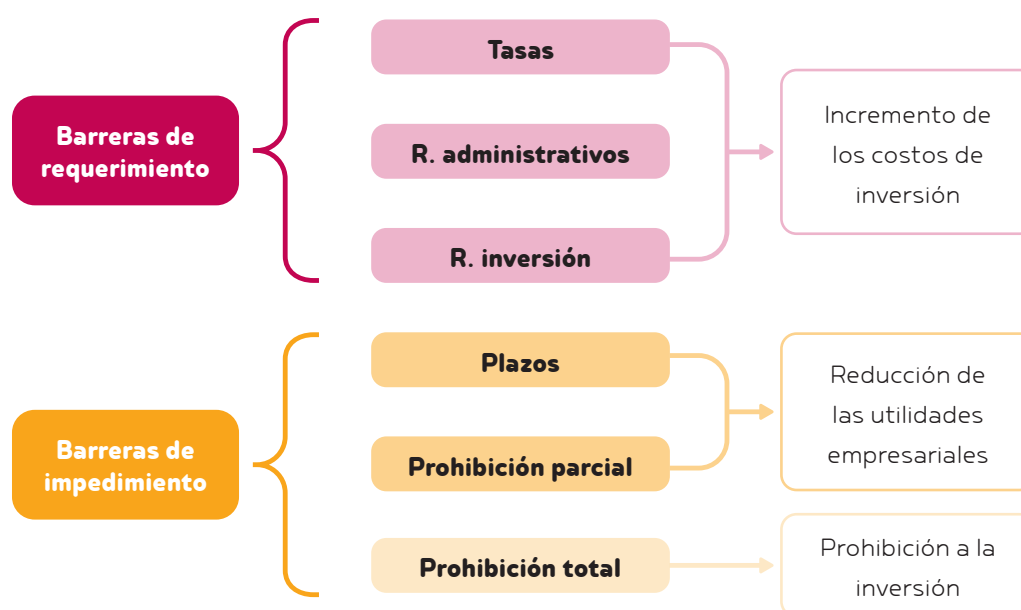 Barreras de
requerimiento
Tasas
R. administrativos
R. inversión
Incremento de
los costos de
inversión
Barreras de
impedimiento
Plazos
Prohibición parcial
Prohibición total
Reducción de
las utilidades
empresariales
Prohibición a la
inversión